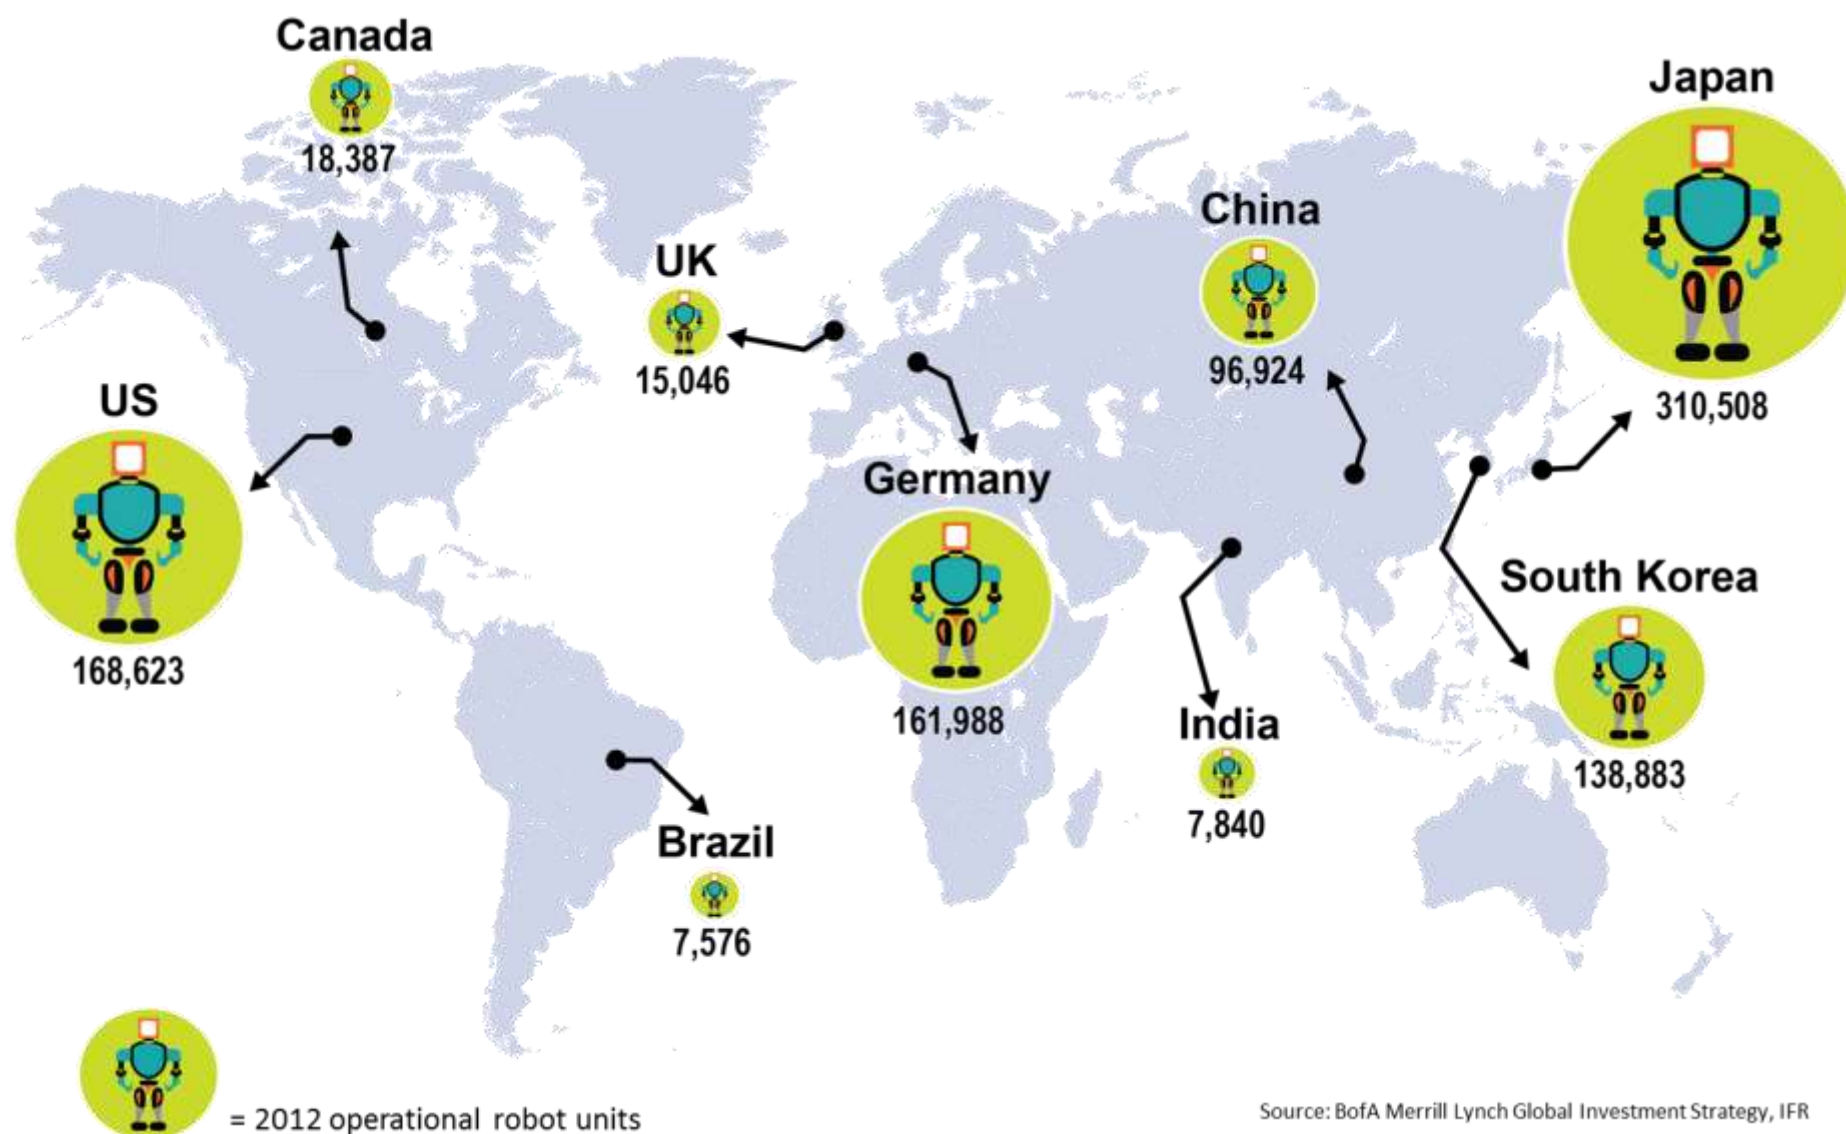 Canada
18,387
Japan
310,508
China
96,924
UK
15,046
US
168,623
Germany
161,988
South Korea
138,883
India
7,840
Brazil
7,576
= 2012 operational robot units
Source: BofA Merrill Lynch Global Investment Strategy, IFR